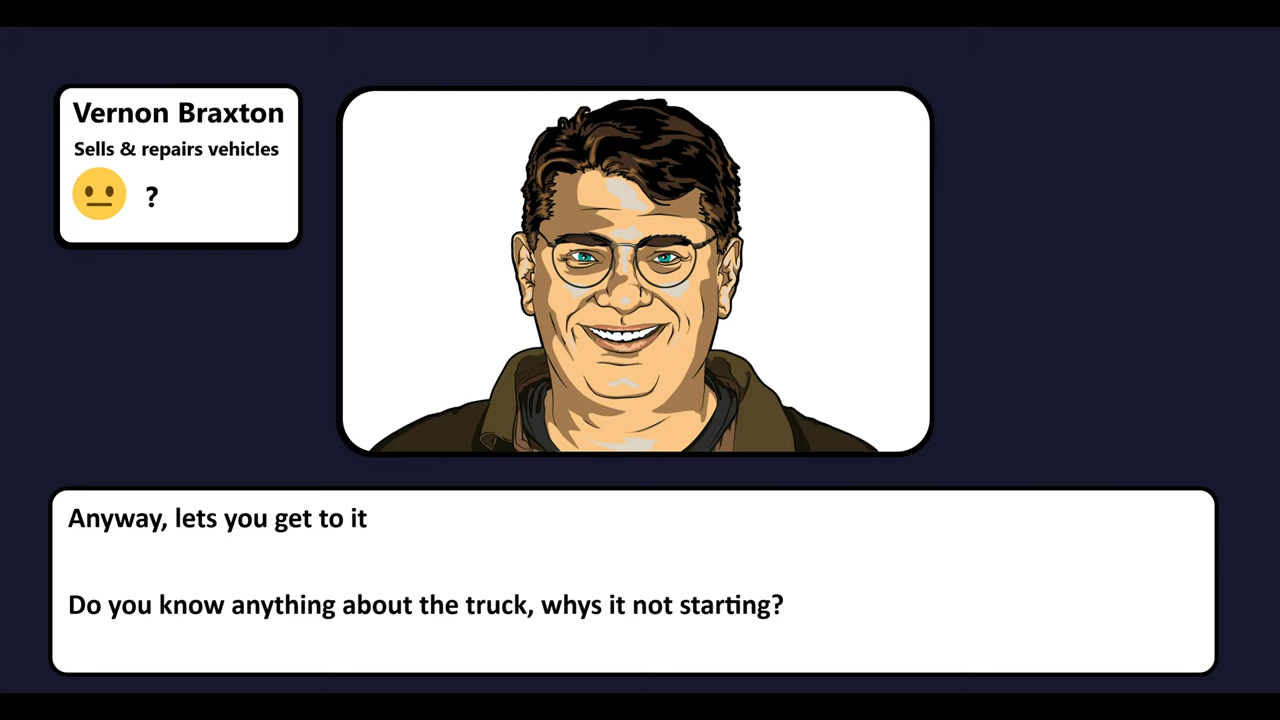 Vernon Braxton
Sells & repairs vehicles
?
Anyway, lets you get to it
Do you know anything about the truck, whys it not starting?